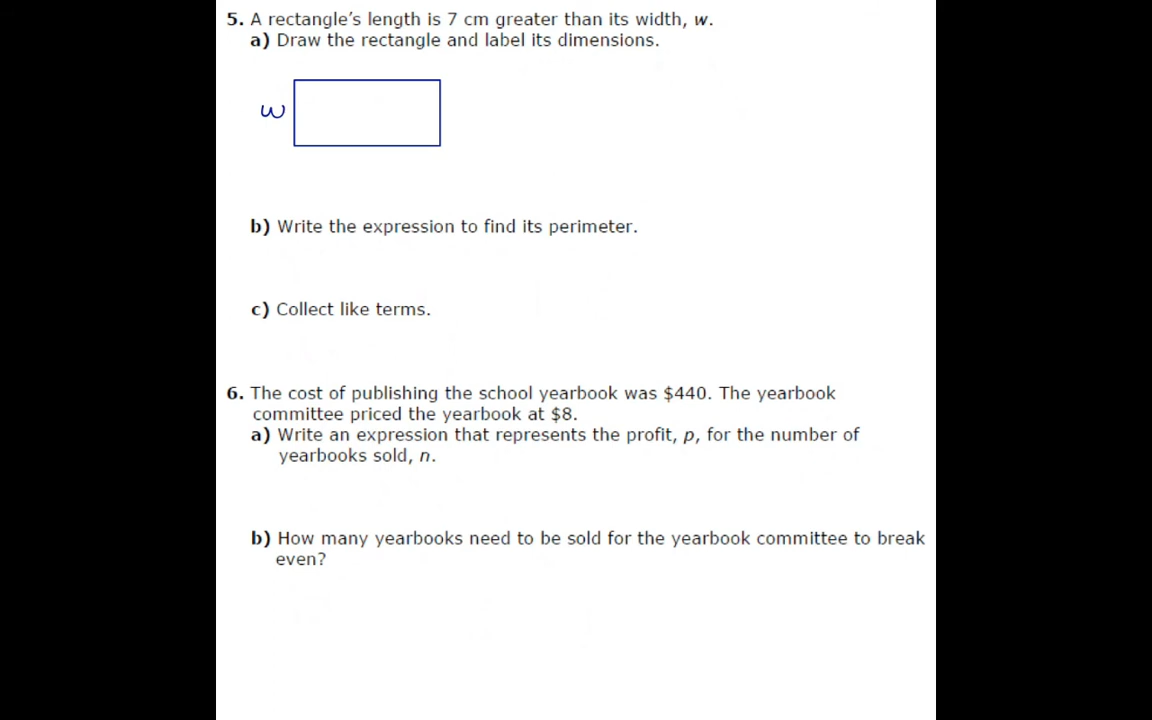 5. A rectangle's length is 7 cm greater than its width, w.
a) Draw the rectangle and label its dimensions.
w
b) Write the expression to find its perimeter.
c) Collect like terms.
6. The cost of publishing the school yearbook was $440. The yearbook
committee priced the yearbook at $8.
a) Write an expression that represents the profit, p, for the number of
yearbooks sold, n.
b) How many yearbooks need to be sold for the yearbook committee to break
even?